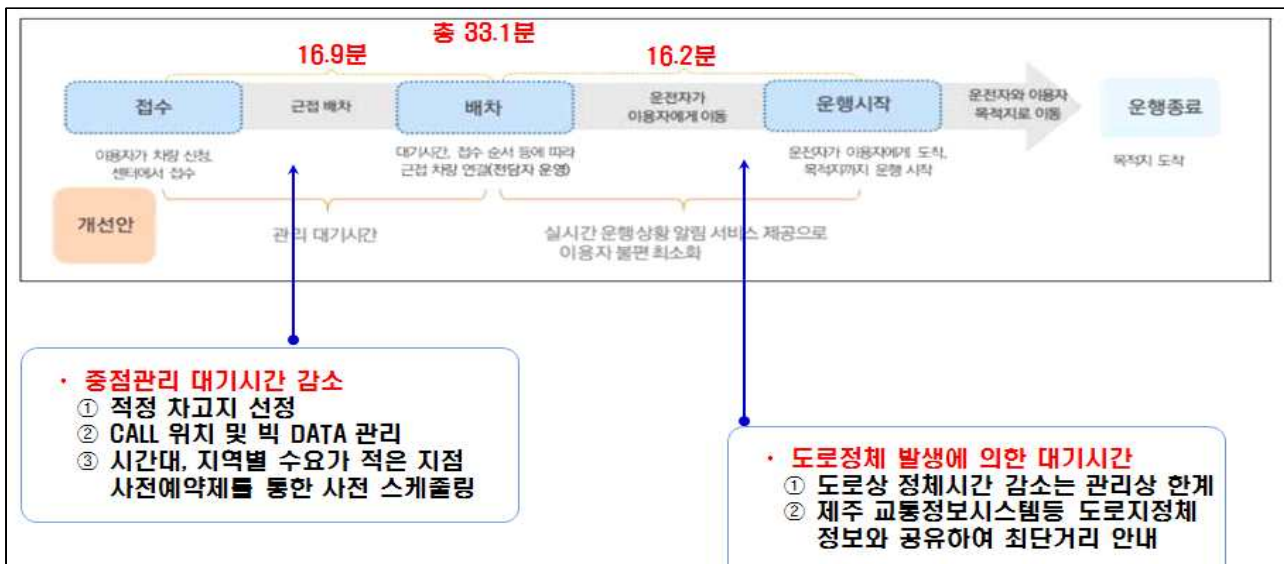 총 33.1분
16.9분
16.2분
접수
근접 배차
배차
운전자가
이용자에게 이동
운행시작
운전자와 이용자
목적지로 이동
운행종료
이용자가 차량 신청,
센터에서 접수
대기시간, 접수 순서 등에 따라
근접 차량 연결(전담자 운영)
운전자가 이용자에게 도착,
목적지까지 운행 시작
목적지 도착
개선안
관리 대기시간
실시간 운행상황 알림 서비스 제공으로
이용자 불편 최소화
· 중점관리 대기시간 감소
① 적정 차고지 선정
② CALL 위치 및 빅 DATA 관리
③ 시간대, 지역별 수요가 적은 지점
사전예약제를 통한 사전 스케줄링
· 도로정체 발생에 의한 대기시간
① 도로상 정체시간 감소는 관리상 한계
② 제주 교통정보시스템등 도로지정체
정보와 공유하여 최단거리 안내